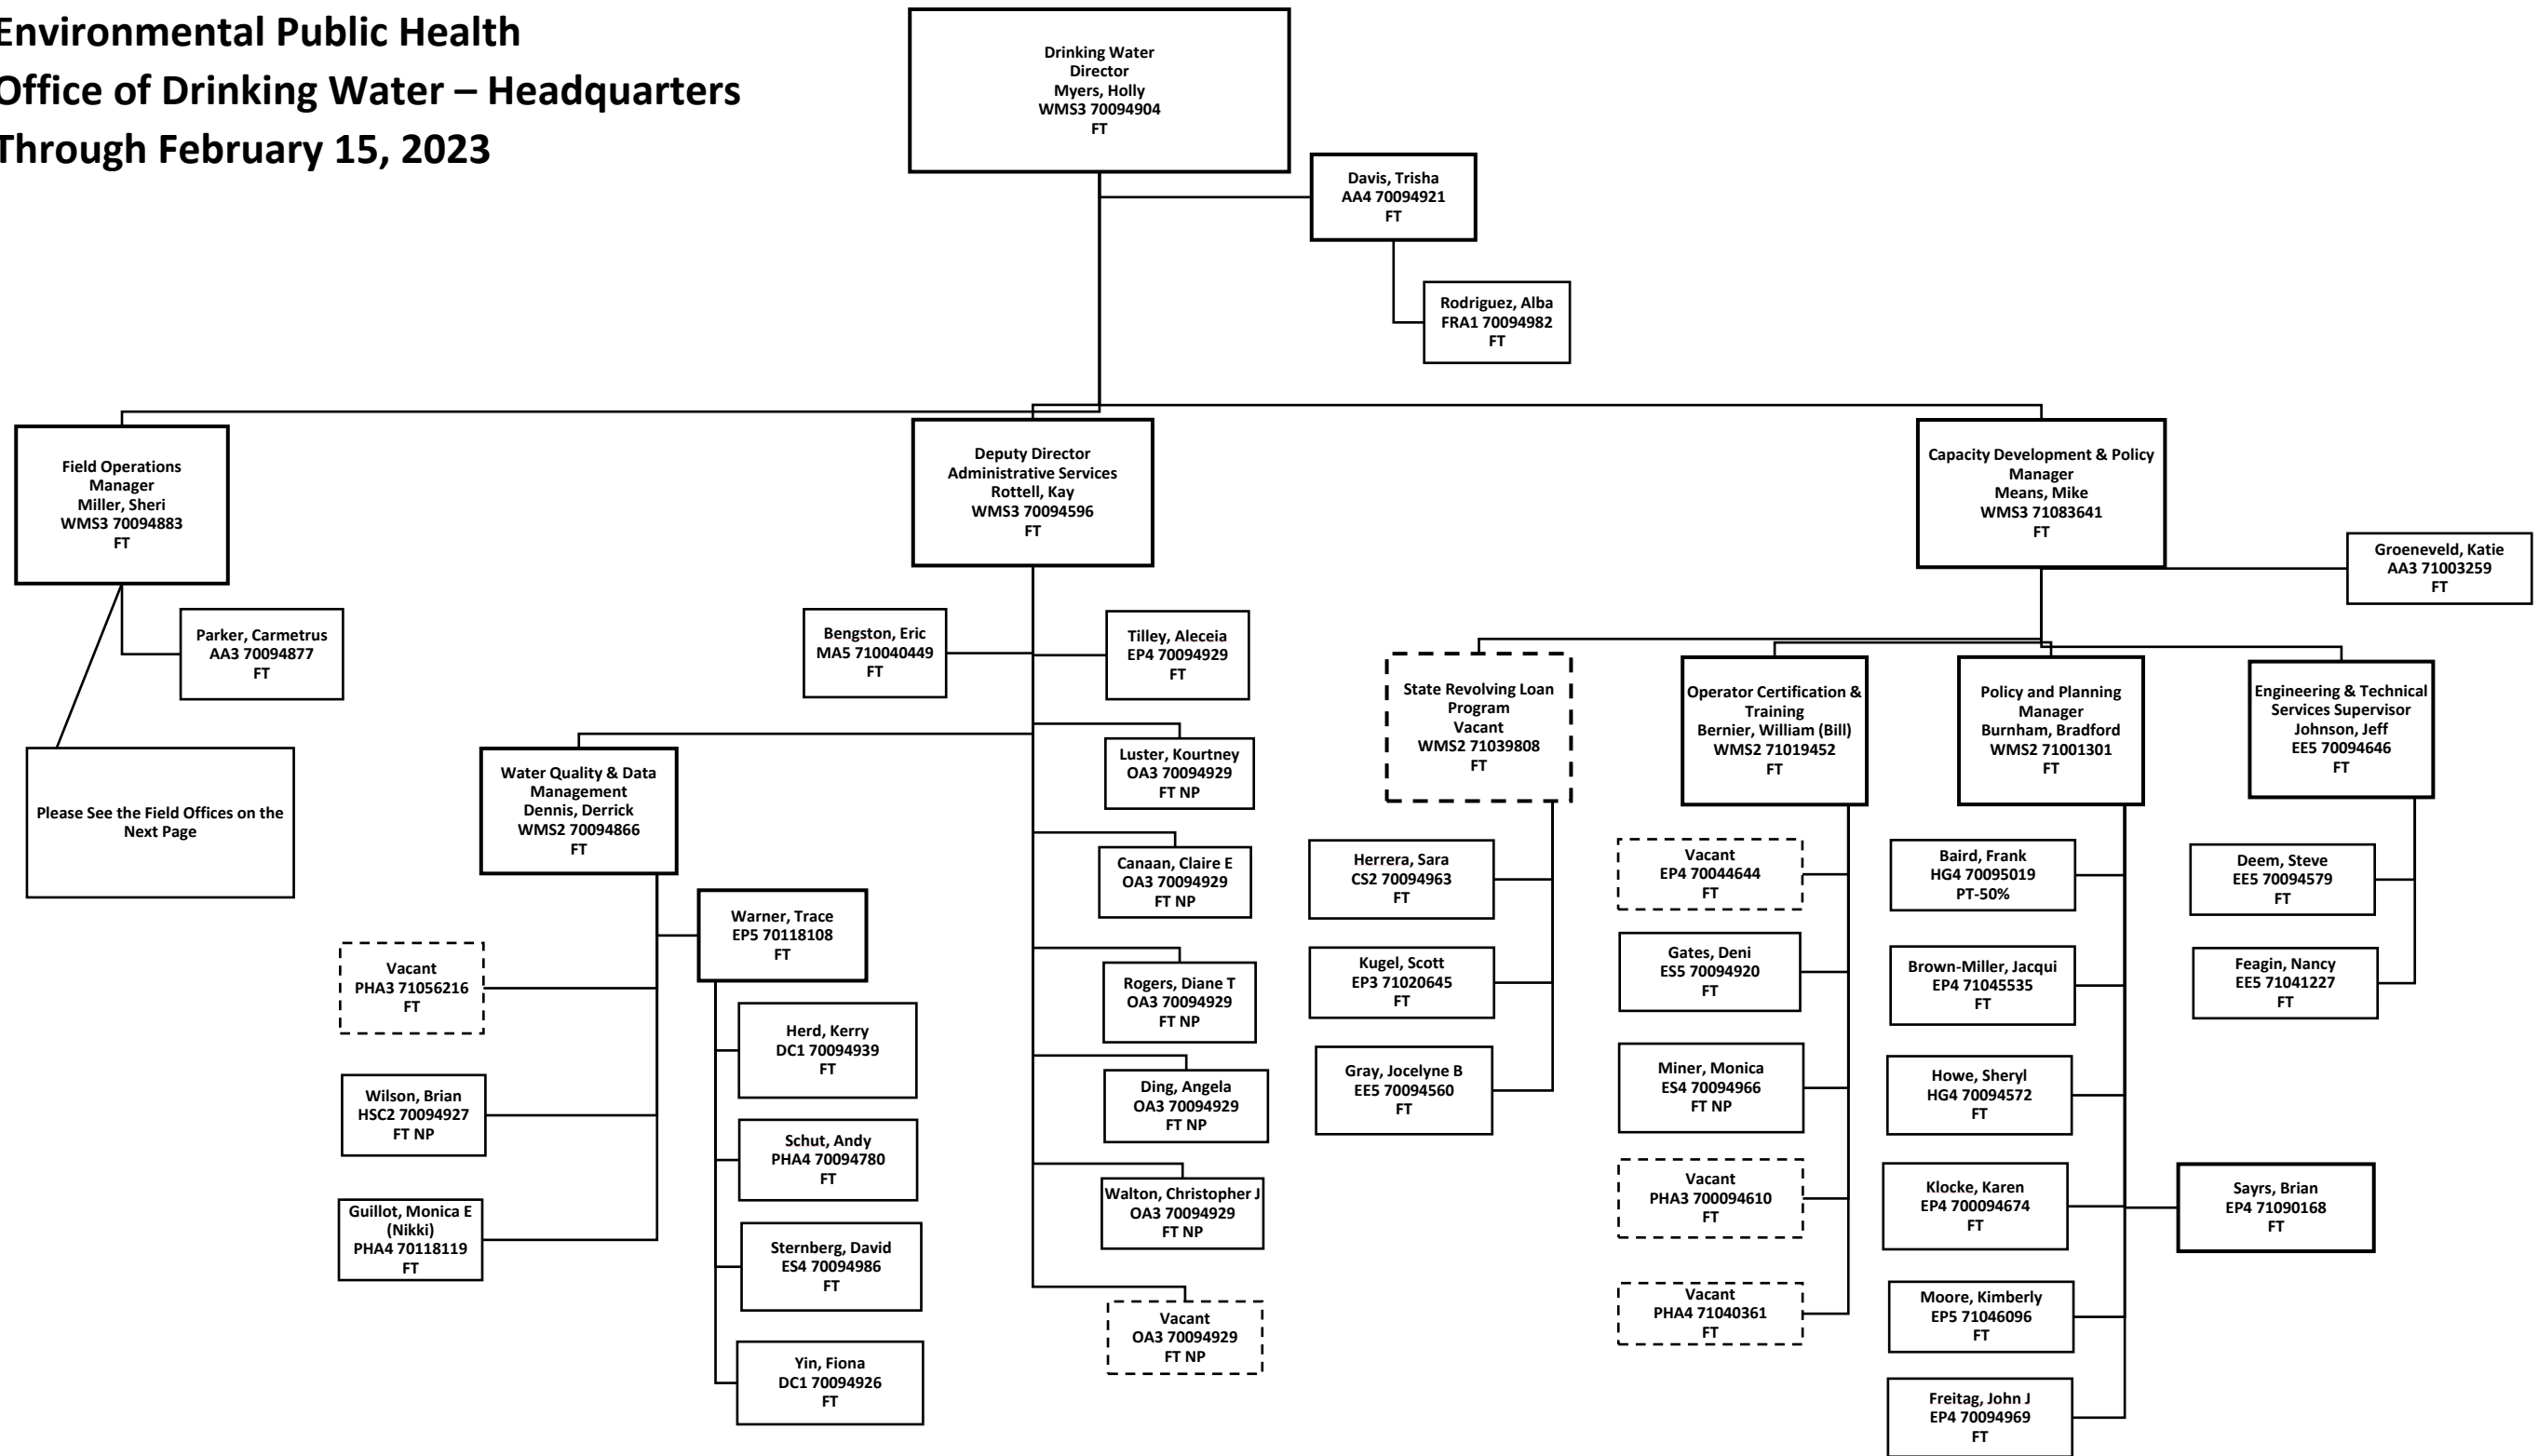 Environmental Public Health
Office of Drinking Water – Headquarters
Through February 15, 2023
Drinking Water
Director
Myers, Holly
WMS3 70094904
FT
Davis, Trisha
AA4 70094921
FT
Rodriguez, Alba
FRA1 70094982
FT
Field Operations
Manager
Miller, Sheri
WMS3 70094883
FT
Parker, Carmetrus
AA3 70094877
FT
Please See the Field Offices on the
Next Page
Deputy Director
Administrative Services
Rottell, Kay
WMS3 70094596
FT
Bengston, Eric
MA5 710040449
FT
Tilley, Aleceia
EP4 70094929
FT
Luster, Kourtney
OA3 70094929
FT NP
Canaan, Claire E
OA3 70094929
FT NP
Rogers, Diane T
OA3 70094929
FT NP
Ding, Angela
OA3 70094929
FT NP
Walton, Christopher J
OA3 70094929
FT NP
Vacant
OA3 70094929
FT NP
Water Quality & Data
Management
Dennis, Derrick
WMS2 70094866
FT
Warner, Trace
EP5 70118108
FT
Vacant
PHA3 71056216
FT
Wilson, Brian
HSC2 70094927
FT NP
Guillot, Monica E
(Nikki)
PHA4 70118119
FT
Herd, Kerry
DC1 70094939
FT
Schut, Andy
PHA4 70094780
FT
Sternberg, David
ES4 70094986
FT
Yin, Fiona
DC1 70094926
FT
Capacity Development & Policy
Manager
Means, Mike
WMS3 71083641
FT
Groeneveld, Katie
AA3 71003259
FT
State Revolving Loan
Program
Vacant
WMS2 71039808
FT
Herrera, Sara
CS2 70094963
FT
Kugel, Scott
EP3 71020645
FT
Gray, Jocelyne B
EE5 70094560
FT
Operator Certification &
Training
Bernier, William (Bill)
WMS2 71019452
FT
Vacant
EP4 70044644
FT
Gates, Deni
ES5 70094920
FT
Miner, Monica
ES4 70094966
FT NP
Vacant
PHA3 700094610
FT
Vacant
PHA4 71040361
FT
Policy and Planning
Manager
Burnham, Bradford
WMS2 71001301
FT
Baird, Frank
HG4 70095019
PT-50%
Brown-Miller, Jacqui
EP4 71045535
FT
Howe, Sheryl
HG4 70094572
FT
Klocke, Karen
EP4 700094674
FT
Sayrs, Brian
EP4 71090168
FT
Moore, Kimberly
EP5 71046096
FT
Freitag, John J
EP4 70094969
FT
Engineering & Technical
Services Supervisor
Johnson, Jeff
EE5 70094646
FT
Deem, Steve
EE5 70094579
FT
Feagin, Nancy
EE5 71041227
FT